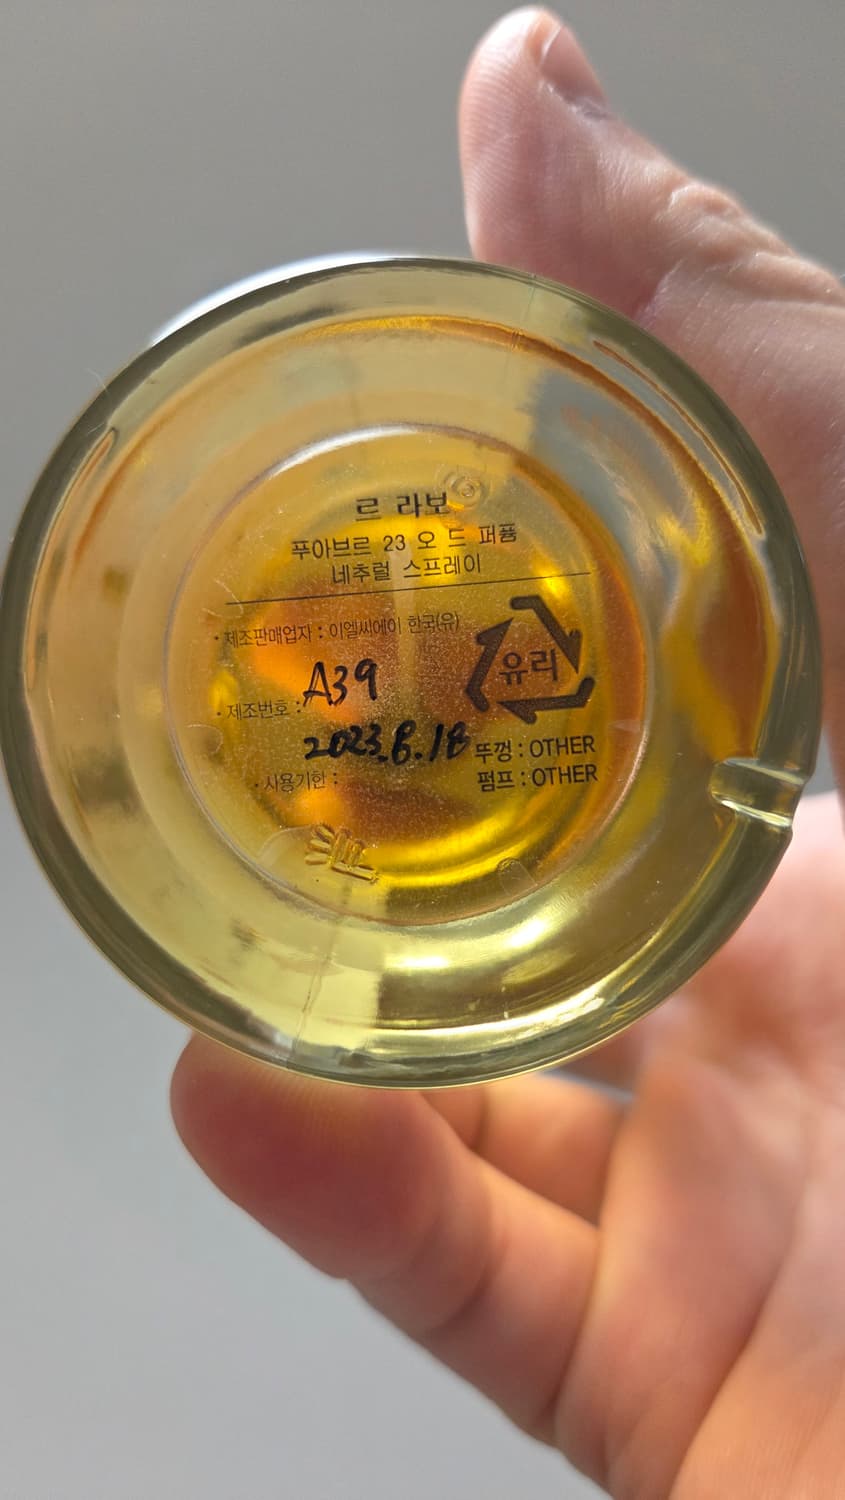 르 라보
푸아브르 23 오 드 퍼퓸
네추럴 스프레이
· 제조판매업자 : 이엘씨에이 한국(유)
유리
· 제조번호 : A39
· 사용기한 : 2023.8.18
뚜껑 : OTHER
펌프 : OTHER